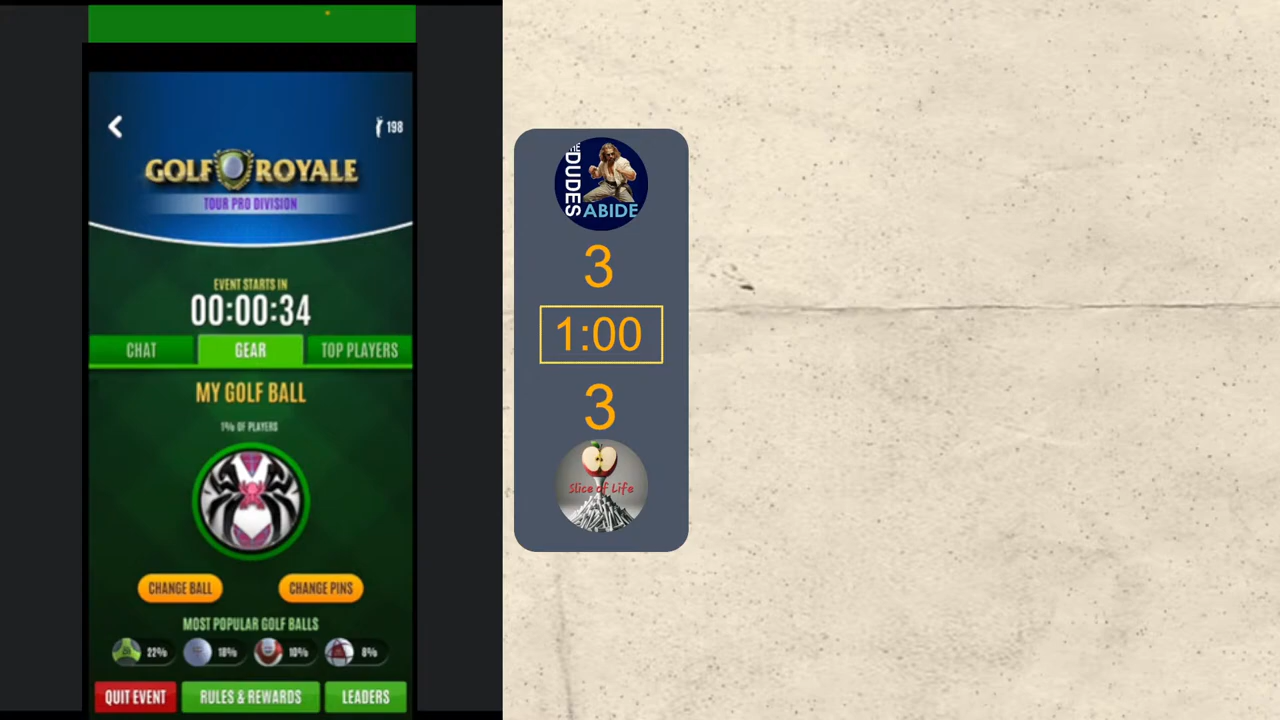 198
GOLF ROYALE
TOUR PRO DIVISION
EVENT STARTS IN
00:00:34
CHAT
GEAR
TOP PLAYERS
MY GOLF BALL
1% OF PLAYERS
CHANGE BALL
CHANGE PINS
MOST POPULAR GOLF BALLS
22%
18%
10%
8%
QUIT EVENT
RULES & REWARDS
LEADERS
THE DUDES
ABIDE
3
1:00
3
Slice of Life